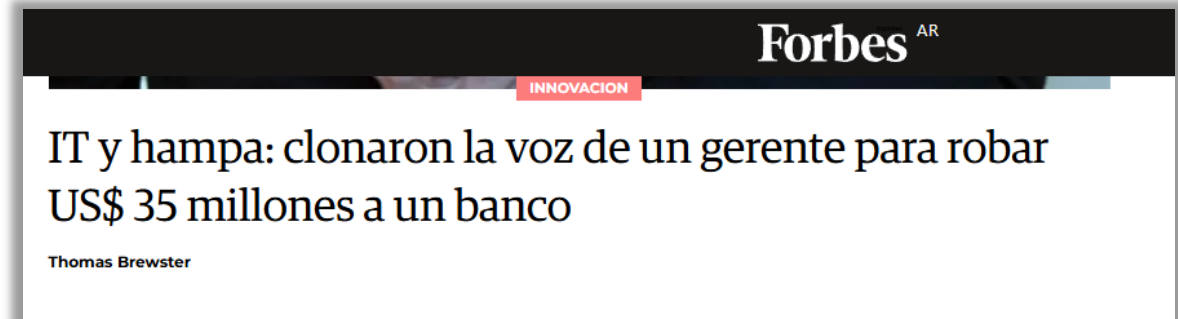 Forbes AR
INNOVACION
IT y hampa: clonaron la voz de un gerente para robar
US$ 35 millones a un banco
Thomas Brewster